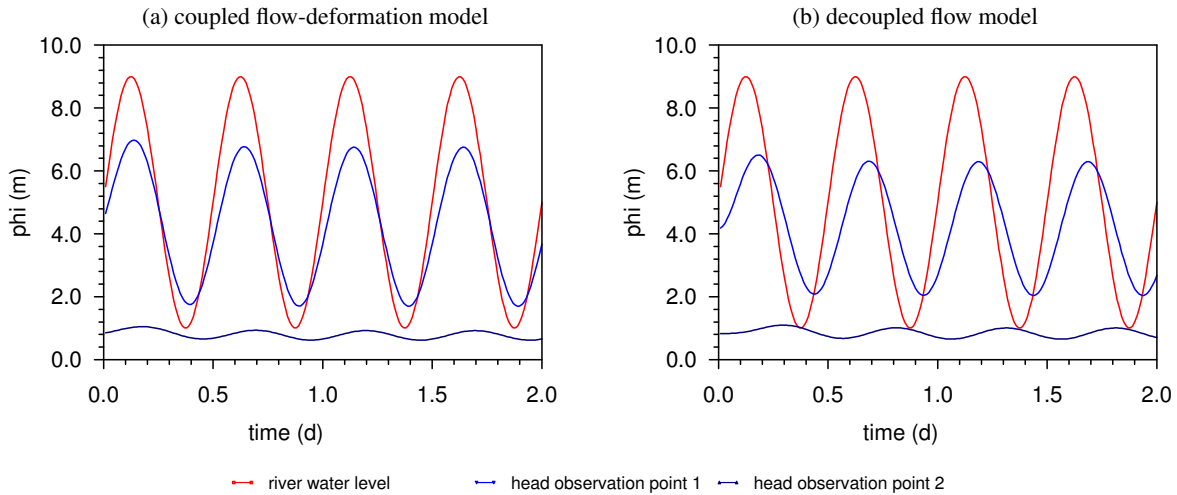 (a) coupled flow-deformation model
10.0
8.0
6.0
4.0
2.0
0.0
phi (m)
0.0 0.5 1.0 1.5 2.0
time (d)
(b) decoupled flow model
10.0
8.0
6.0
4.0
2.0
0.0
phi (m)
0.0 0.5 1.0 1.5 2.0
time (d)
river water level head observation point 1 head observation point 2